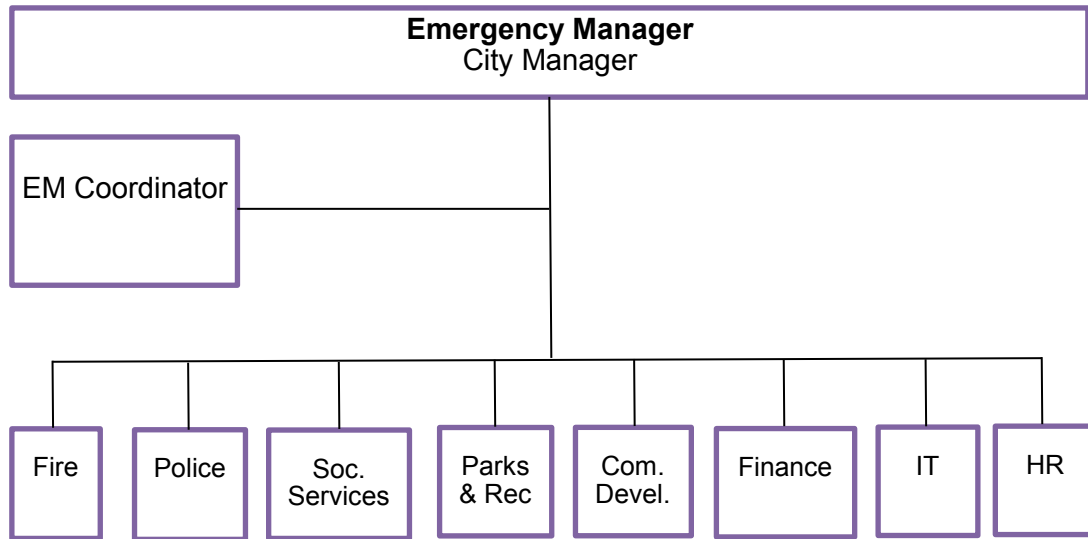 Emergency Manager
City Manager
EM Coordinator
Fire
Police
Soc.
Services
Parks
& Rec
Com.
Devel.
Finance
IT
HR